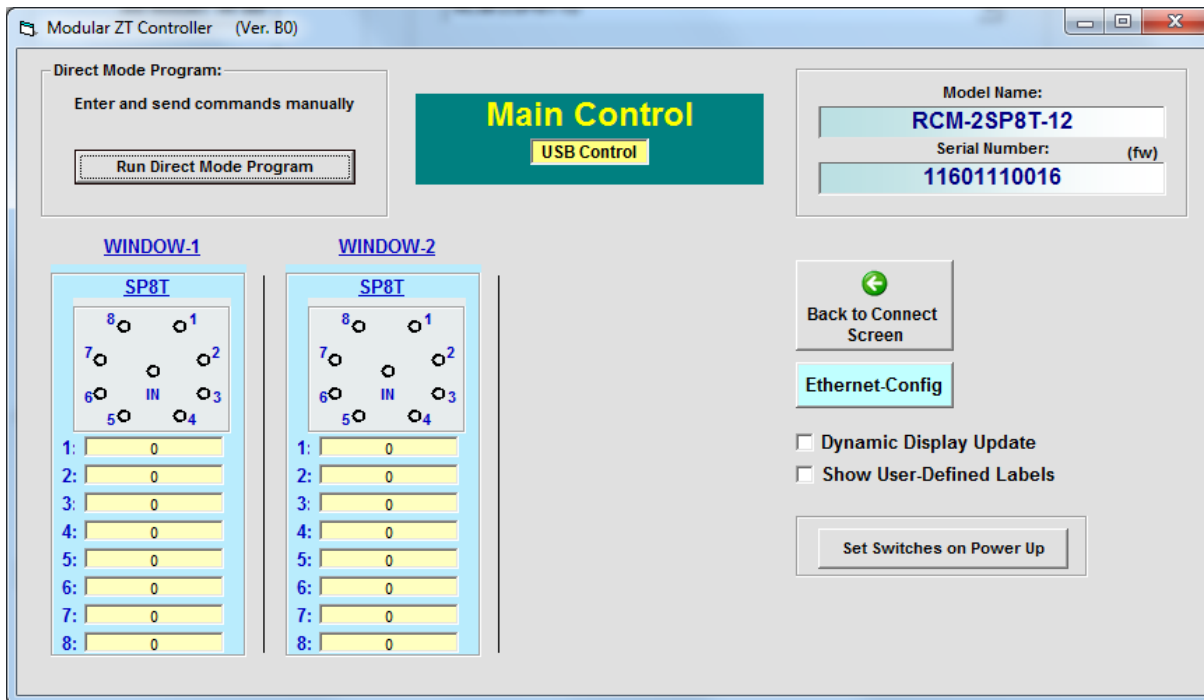 Modular ZT Controller (Ver. B0)
Direct Mode Program:
Enter and send commands manually
Run Direct Mode Program
Main Control
USB Control
Model Name:
RCM-2SP8T-12
Serial Number: (fw)
11601110016
WINDOW-1
SP8T
8 1
7 2
6 IN 3
5 4
1: 0
2: 0
3: 0
4: 0
5: 0
6: 0
7: 0
8: 0
WINDOW-2
SP8T
8 1
7 2
6 IN 3
5 4
1: 0
2: 0
3: 0
4: 0
5: 0
6: 0
7: 0
8: 0
Back to Connect
Screen
Ethernet-Config
Dynamic Display Update
Show User-Defined Labels
Set Switches on Power Up